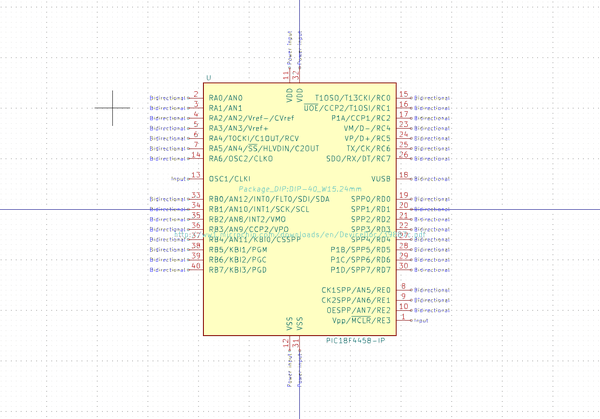 Power input Power input
11 32
U
VDD VDD
Bidirectional 2 RA0/AN0 T1OSO/T13CKI/RC0 15 Bidirectional
Bidirectional 3 RA1/AN1 UOE/CCP2/T1OSI/RC1 16 Bidirectional
Bidirectional 4 RA2/AN2/Vref-/CVref P1A/CCP1/RC2 17 Bidirectional
Bidirectional 5 RA3/AN3/Vref+ VM/D-/RC4 23 Bidirectional
Bidirectional 6 RA4/T0CKI/C1OUT/RCV VP/D+/RC5 24 Bidirectional
Bidirectional 7 RA5/AN4/SS/HLVDIN/C2OUT TX/CK/RC6 25 Bidirectional
Bidirectional 14 RA6/OSC2/CLKO SDO/RX/DT/RC7 26 Bidirectional
Input 13 OSC1/CLKI VUSB 18 Bidirectional
Package_DIP:DIP-40_W15.24mm
Bidirectional 33 RB0/AN12/INT0/FLT0/SDI/SDA SPP0/RD0 19 Bidirectional
Bidirectional 34 RB1/AN10/INT1/SCK/SCL SPP1/RD1 20 Bidirectional
Bidirectional 35 RB2/AN8/INT2/VMO SPP2/RD2 21 Bidirectional
Bidirectional 36 RB3/AN9/CCP2/VPO SPP3/RD3 22 Bidirectional
Bidirectional 37 RB4/AN11/KBI0/CSSPP SPP4/RD4 27
Bidirectional 38 RB5/KBI1/PGM P1B/SPP5/RD5 28 Bidirectional
Bidirectional 39 RB6/KBI2/PGC P1C/SPP6/RD6 29 Bidirectional
Bidirectional 40 RB7/KBI3/PGD P1D/SPP7/RD7 30 Bidirectional
CK1SPP/AN5/RE0 8 Bidirectional
CK2SPP/AN6/RE1 9 Bidirectional
OESPP/AN7/RE2 10 Bidirectional
Vpp/MCLR/RE3 1 Input
VSS VSS
PIC18F4458-IP
12 31
Power input Power input